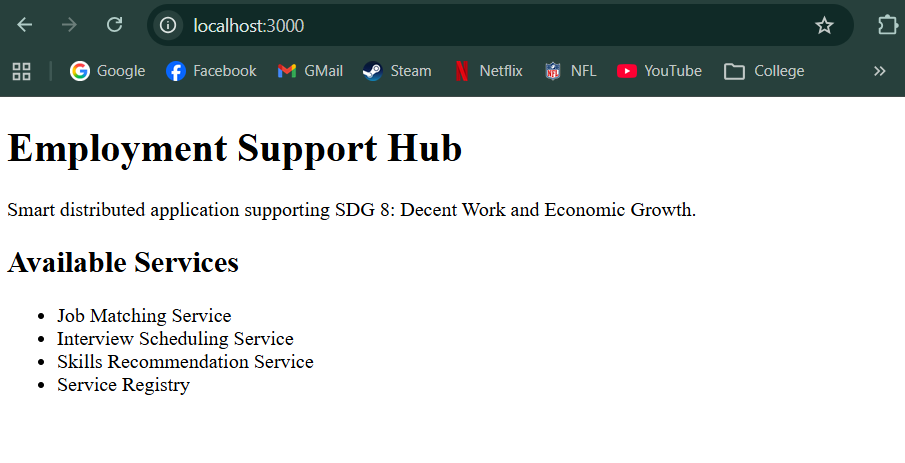 localhost:3000
Google Facebook GMail Steam Netflix NFL YouTube College
Employment Support Hub
Smart distributed application supporting SDG 8: Decent Work and Economic Growth.
Available Services
• Job Matching Service
• Interview Scheduling Service
• Skills Recommendation Service
• Service Registry